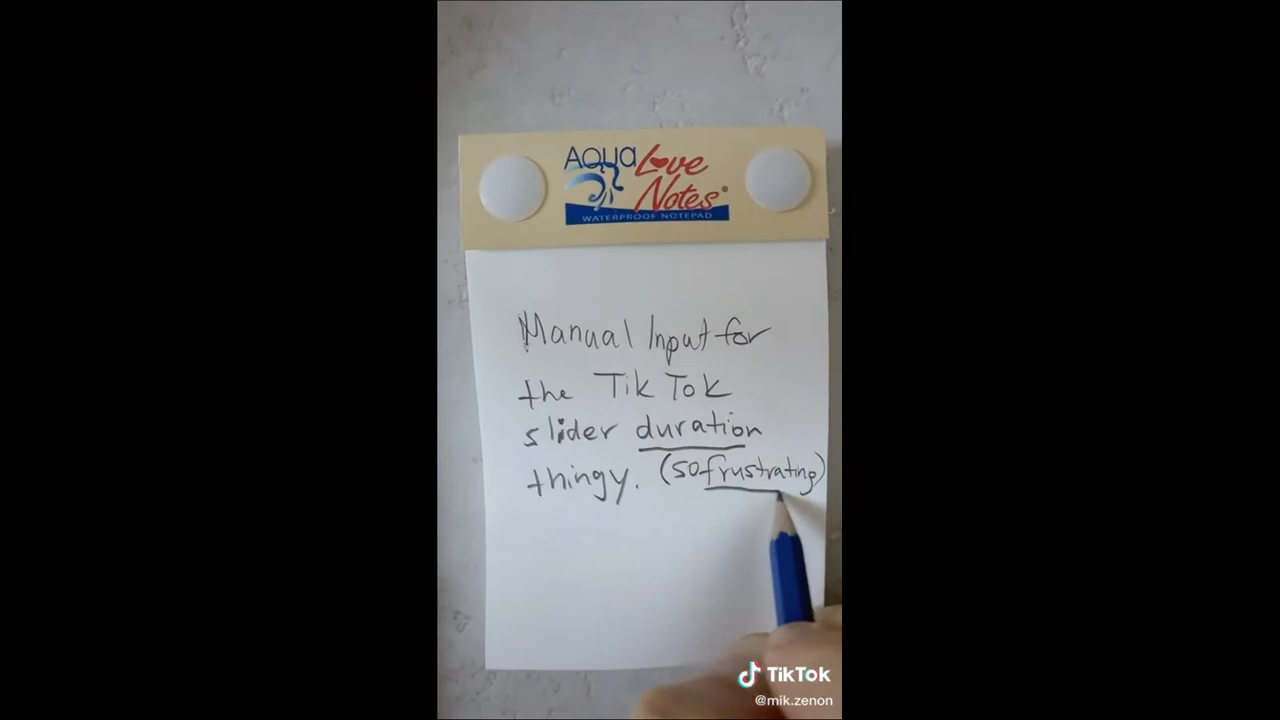 AQUA Love
Notes®
WATERPROOF NOTEPAD
Manual Input for
the TikTok
slider duration
thingy. (so frustrating)
TikTok
@mik.zenon